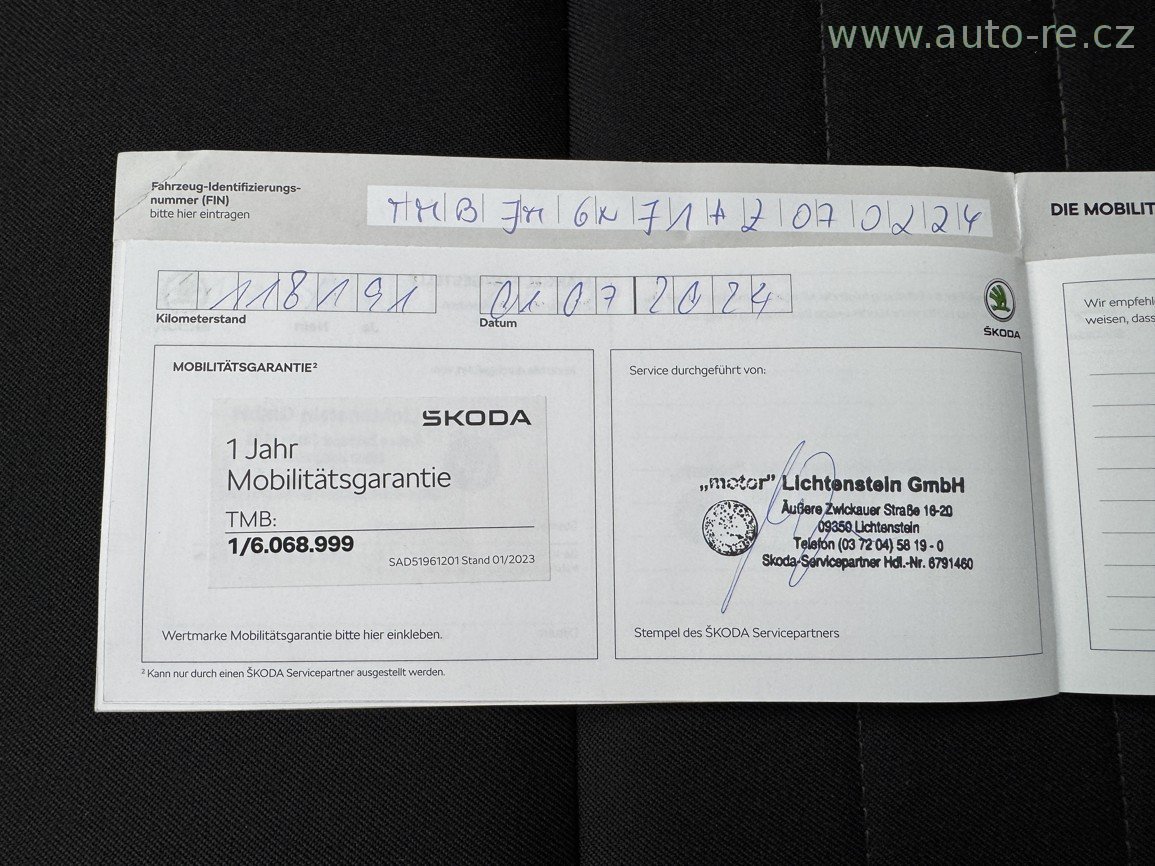 www.auto-re.cz
Fahrzeug-Identifizierungs-
nummer (FIN)
bitte hier eintragen
DIE MOBILIT
118191
01 07 2024
Kilometerstand
Datum
ŠKODA
Wir empfehl
weisen, dass
MOBILITÄTSGARANTIE²
ŠKODA
1 Jahr
Mobilitätsgarantie
TMB:
1/6.068.999
SAD51961201 Stand 01/2023
Wertmarke Mobilitätsgarantie bitte hier einkleben.
Service durchgeführt von:
„motor” Lichtenstein GmbH
Äußere Zwickauer Straße 16-20
09350 Lichtenstein
Telefon (03 72 04) 58 19 - 0
Skoda-Servicepartner Hdl.-Nr. 6791460
Stempel des ŠKODA Servicepartners
² Kann nur durch einen ŠKODA Servicepartner ausgestellt werden.